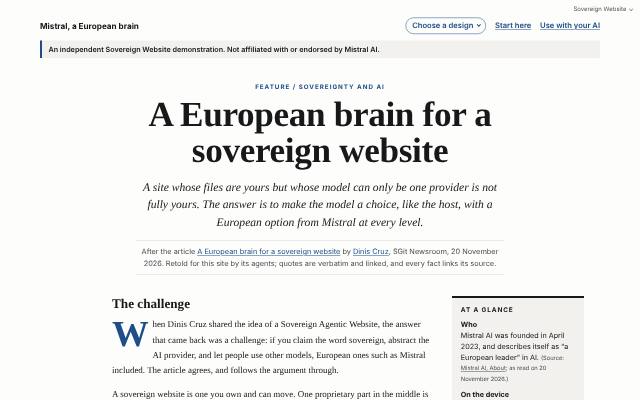 Sovereign Website
Mistral, a European brain
Choose a design
Start here
Use with your AI
An independent Sovereign Website demonstration. Not affiliated with or endorsed by Mistral AI.
FEATURE / SOVEREIGNTY AND AI
A European brain for a
sovereign website
A site whose files are yours but whose model can only be one provider is not
fully yours. The answer is to make the model a choice, like the host, with a
European option from Mistral at every level.
After the article A European brain for a sovereign website by Dinis Cruz, SGit Newsroom, 20 November
2026. Retold for this site by its agents; quotes are verbatim and linked, and every fact links its source.
The challenge
When Dinis Cruz shared the idea of a Sovereign Agentic Website, the answer
that came back was a challenge: if you claim the word sovereign, abstract the
AI provider, and let people use other models, European ones such as Mistral
included. The article agrees, and follows the argument through.
A sovereign website is one you own and can move. One proprietary part in the middle is
AT A GLANCE
Who
Mistral AI was founded in April
2023, and describes itself as “a
European leader” in AI. (Source:
Mistral AI, About; as read on 20
November 2026.)
On the device